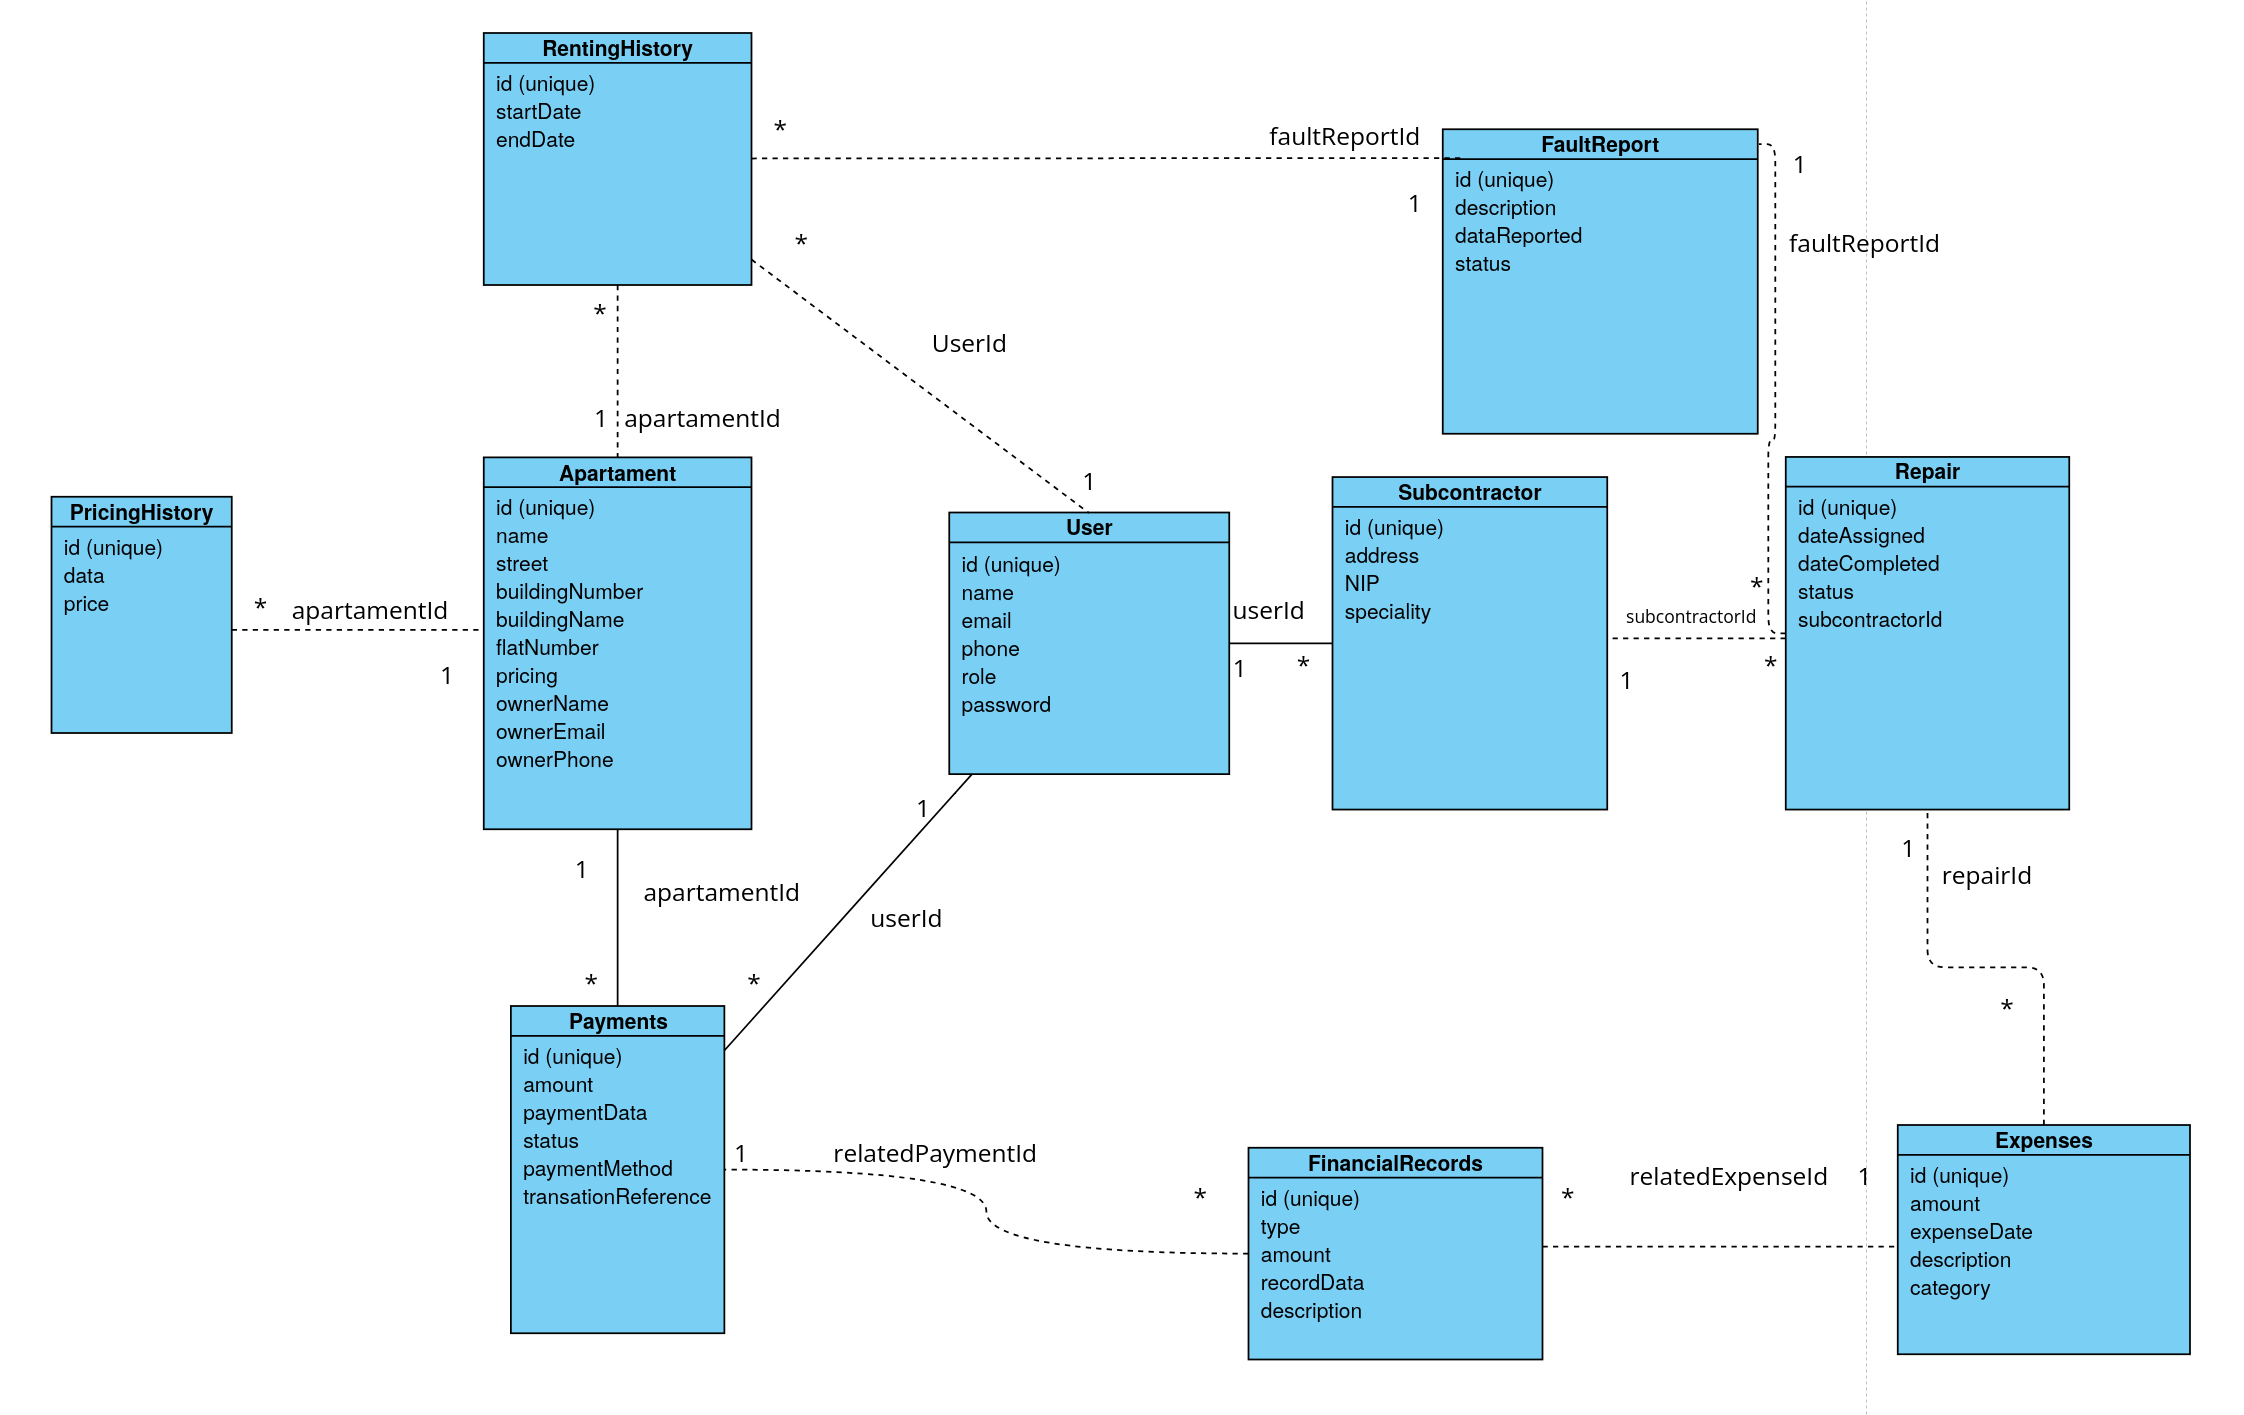 RentingHistory
id (unique)
startDate
endDate
*
faultReportId
1
FaultReport
id (unique)
description
dataReported
status
1
faultReportId
*
*
UserId
1
*
1 apartamentId
PricingHistory
id (unique)
data
price
* apartamentId
1
Apartament
id (unique)
name
street
buildingNumber
buildingName
flatNumber
pricing
ownerName
ownerEmail
ownerPhone
User
id (unique)
name
email
phone
role
password
userId
1 *
Subcontractor
id (unique)
address
NIP
speciality
subcontractorId
1
*
Repair
id (unique)
dateAssigned
dateCompleted
status
subcontractorId
1
apartamentId
*
1
userId
*
1
repairId
*
Payments
id (unique)
amount
paymentData
status
paymentMethod
transationReference
1 relatedPaymentId
*
FinancialRecords
id (unique)
type
amount
recordData
description
*
relatedExpenseId 1
Expenses
id (unique)
amount
expenseDate
description
category